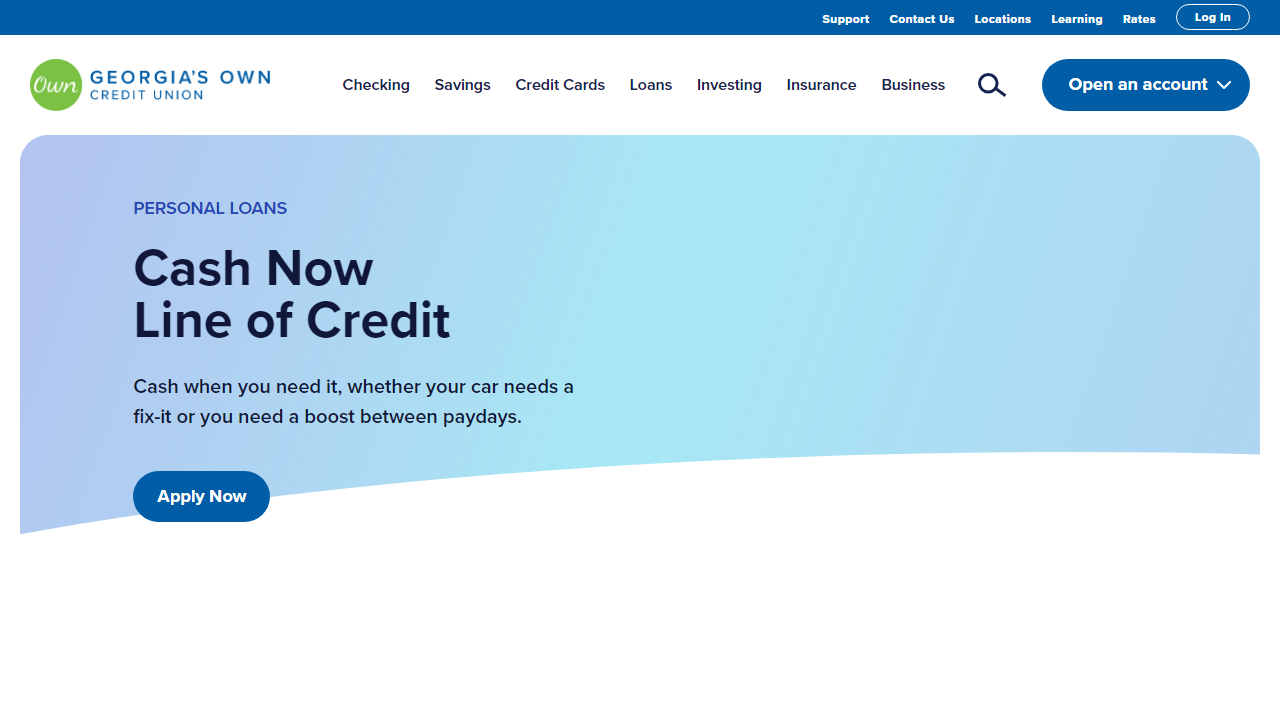 Support Contact Us Locations Learning Rates Log In
Own GEORGIA'S OWN
CREDIT UNION
Checking Savings Credit Cards Loans Investing Insurance Business Open an account
PERSONAL LOANS
Cash Now
Line of Credit
Cash when you need it, whether your car needs a
fix-it or you need a boost between paydays.
Apply Now